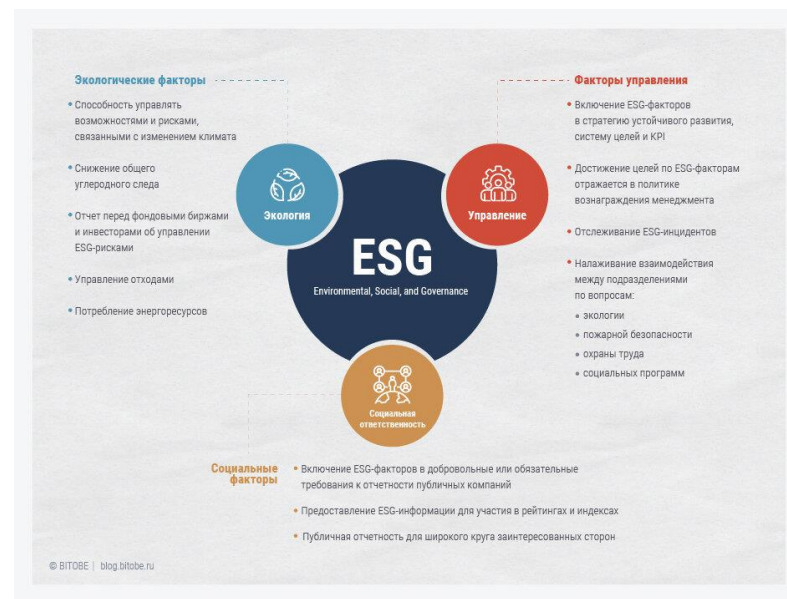 Экологические факторы
• Способность управлять
возможностями и рисками,
связанными с изменением климата
• Снижение общего
углеродного следа
• Отчет перед фондовыми биржами
и инвесторами об управлении
ESG-рисками
• Управление отходами
• Потребление энергоресурсов
Экология
ESG
Environmental, Social, and Governance
Управление
Социальная
ответственность
Факторы управления
• Включение ESG-факторов
в стратегию устойчивого развития,
систему целей и KPI
• Достижение целей по ESG-факторам
отражается в политике
вознаграждения менеджмента
• Отслеживание ESG-инцидентов
• Налаживание взаимодействия
между подразделениями
по вопросам:
• экологии
• пожарной безопасности
• охраны труда
• социальных программ
Социальные
факторы
• Включение ESG-факторов в добровольные или обязательные
требования к отчетности публичных компаний
• Предоставление ESG-информации для участия в рейтингах и индексах
• Публичная отчетность для широкого круга заинтересованных сторон
© BITOBE | blog.bitobe.ru